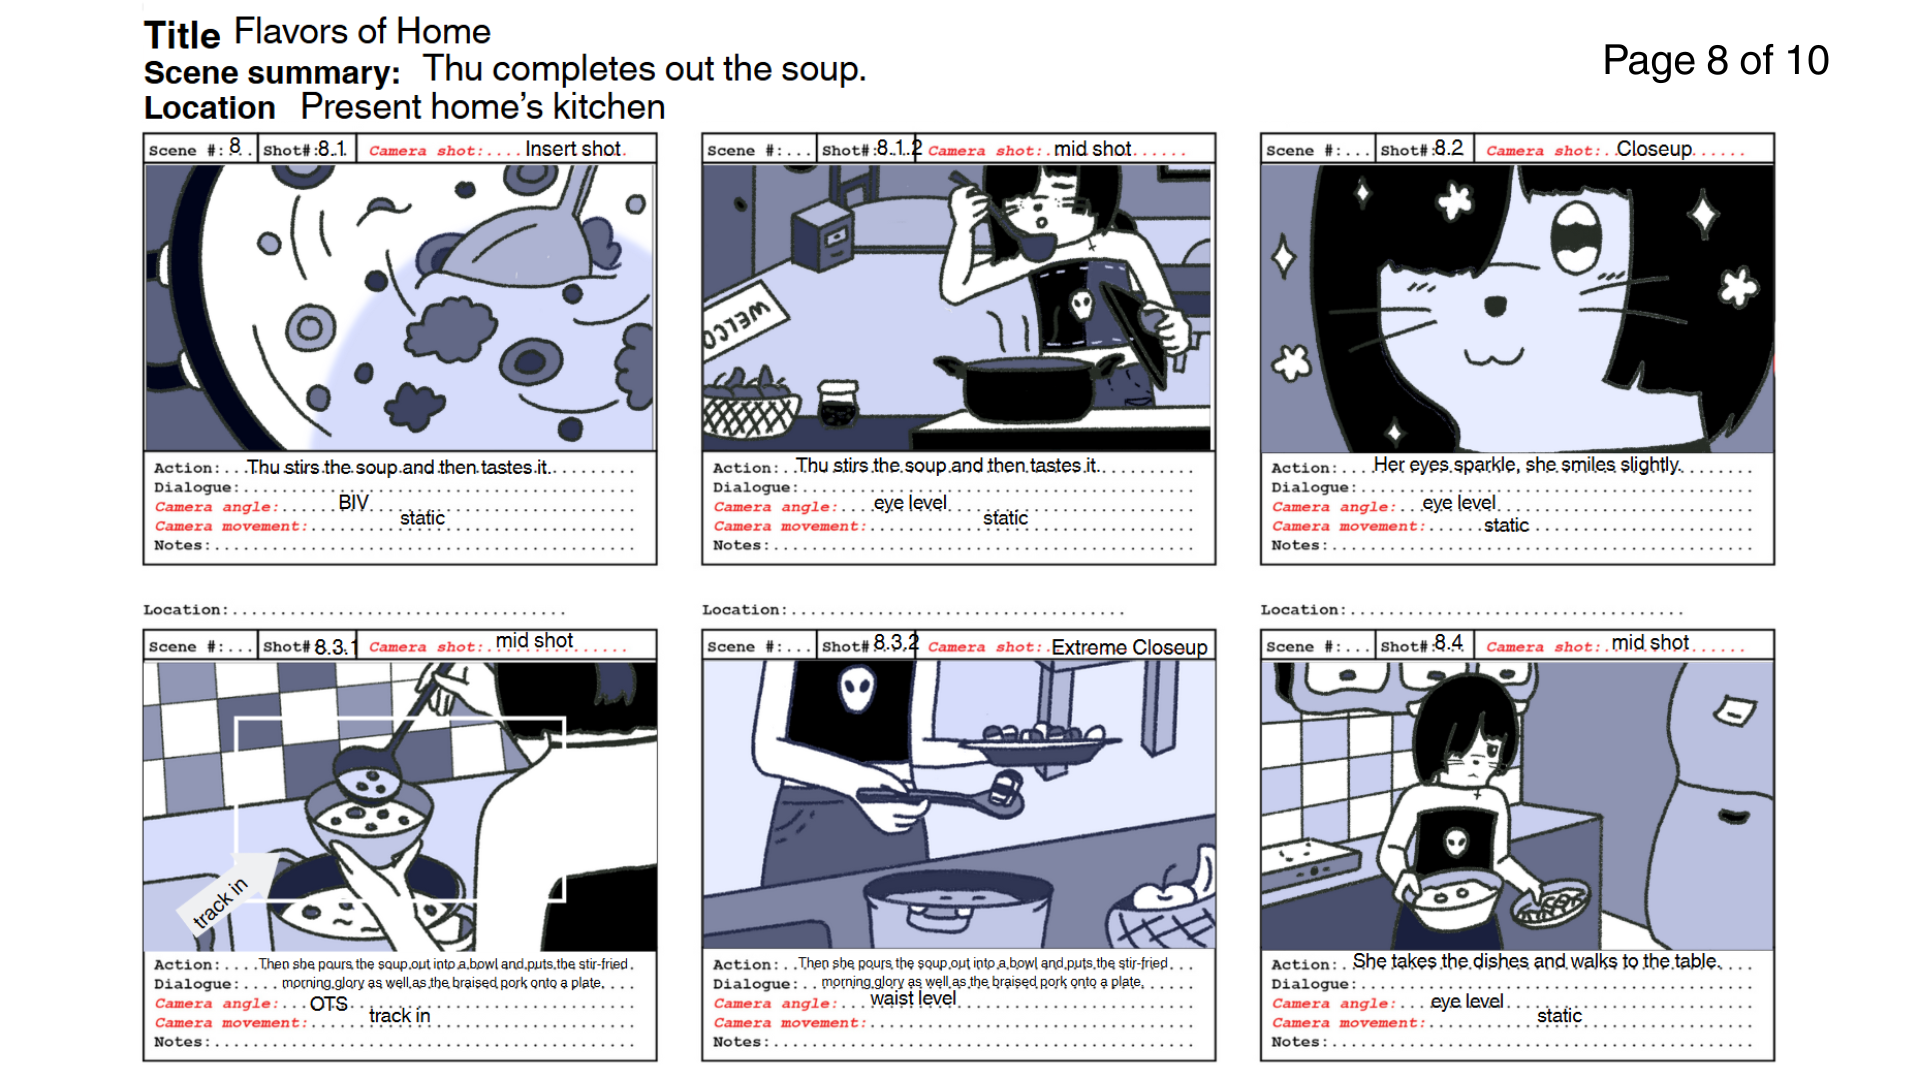 Title Flavors of Home
Scene summary: Thu completes out the soup.
Location Present home's kitchen
Page 8 of 10
Scene #: 8 . . Shot#:8.1. Camera shot:.... Insert shot.
Action:...Thu stirs the soup and then tastes it..........
Dialogue:..........................................
Camera angle:...... BIV ............................
Camera movement:......... static ....................
Notes:............................................
Scene #:... Shot#:8.1.2 Camera shot:. mid shot......
WELCO
Action:..Thu stirs the soup and then tastes it..........
Dialogue:..........................................
Camera angle:... eye level ..........................
Camera movement:........... static ..................
Notes:............................................
Scene #:... Shot#:8.2 Camera shot:..Closeup......
Action:....Her eyes sparkle, she smiles slightly.......
Dialogue:..........................................
Camera angle:.. eye level ...........................
Camera movement:......static ........................
Notes:............................................
Location:...................................
Scene #:... Shot# 8.3.1 Camera shot:. mid shot ......
track in
Action:....Then she pours the soup out into a bowl and puts the stir-fried.
Dialogue:.... morning glory as well as the braised pork onto a plate....
Camera angle:...OTS..............................
Camera movement:...... track in .....................
Notes:............................................
Location:...................................
Scene #:... Shot# 8.3.2 Camera shot:.Extreme Closeup
Action:..Then she pours the soup out into a bowl and puts the stir-fried...
Dialogue:.. morning glory as well as the braised pork onto a plate.....
Camera angle:... waist level .........................
Camera movement:..................................
Notes:............................................
Location:...................................
Scene #:... Shot#:8.4. Camera shot:.mid shot......
Action:. She takes the dishes and walks to the table....
Dialogue:..........................................
Camera angle:... eye level...........................
Camera movement:........... static ..................
Notes:............................................